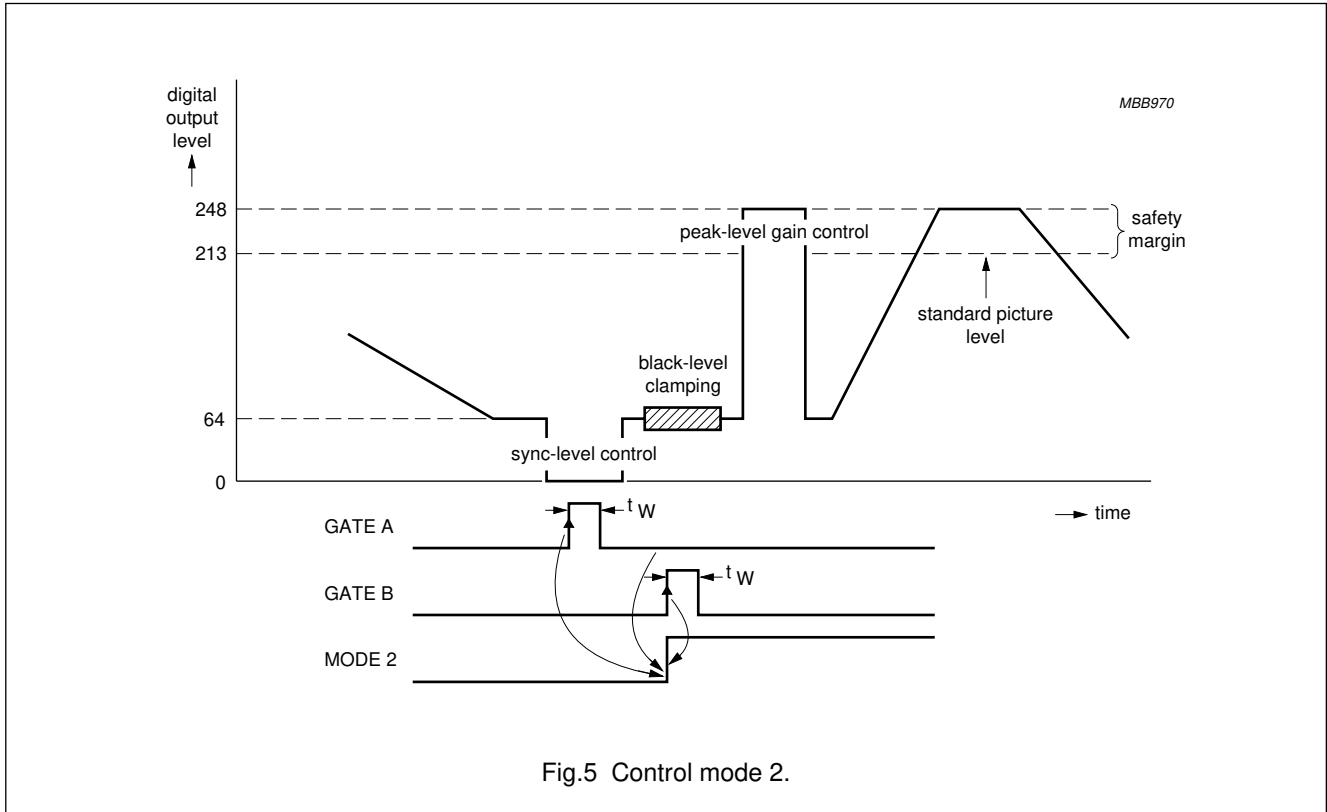 digital
output
level
MBB970
248
213
64
0
peak-level gain control
safety
margin
standard picture
level
black-level
clamping
sync-level control
time
GATE A
t W
GATE B
t W
MODE 2
Fig.5 Control mode 2.